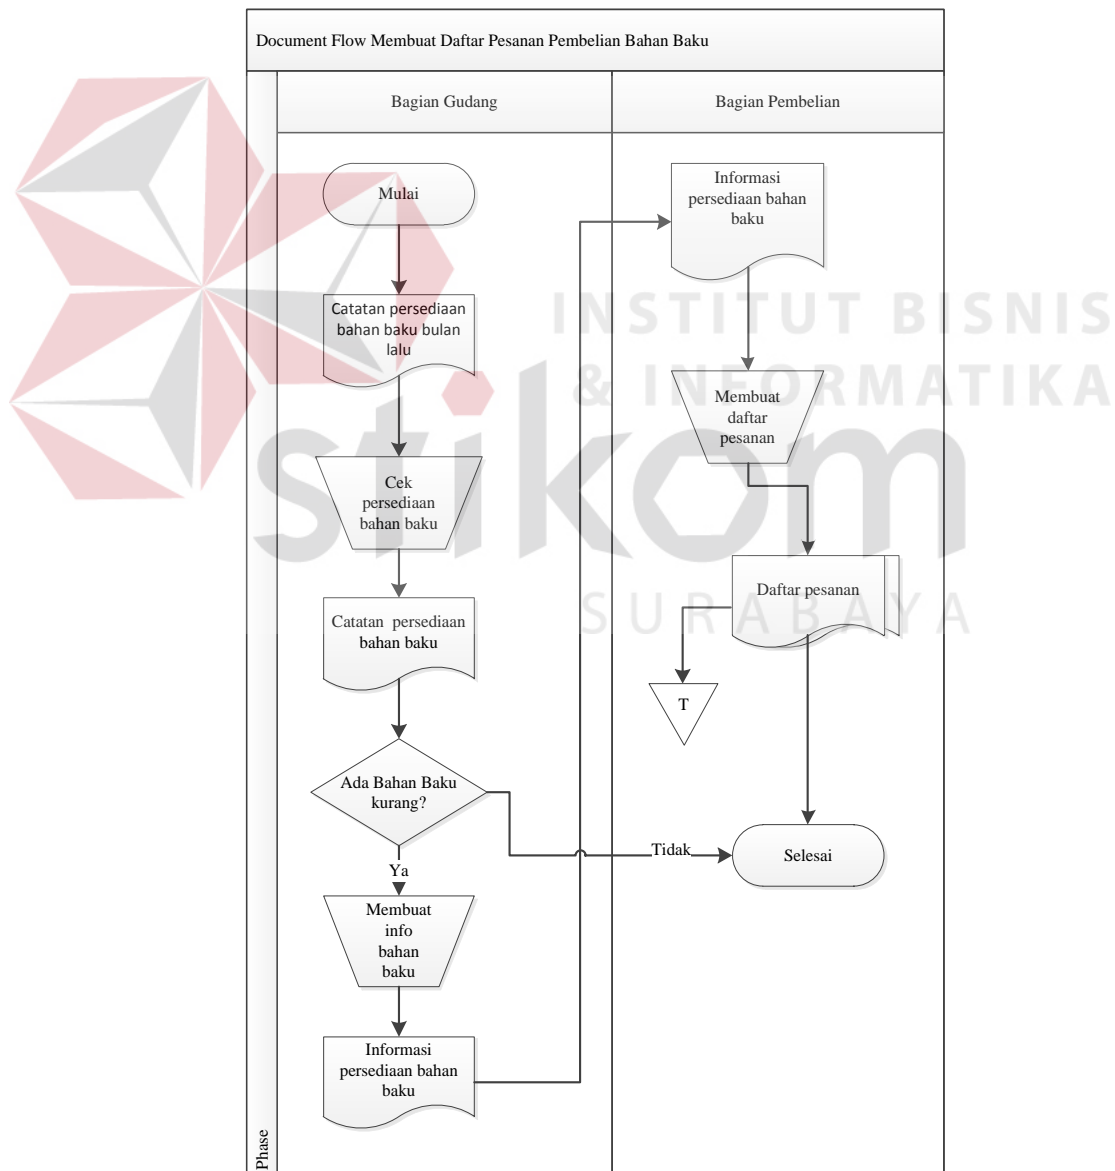 Document Flow Membuat Daftar Pesanan Pembelian Bahan Baku
Bagian Gudang
Bagian Pembelian
Mulai
Catatan persediaan
bahan baku bulan
lalu
Cek
persediaan
bahan baku
Catatan persediaan
bahan baku
Ada Bahan Baku
kurang?
Ya
Tidak
Membuat
info
bahan
baku
Informasi
persediaan bahan
baku
Informasi
persediaan bahan
baku
Membuat
daftar
pesanan
Daftar pesanan
T
Selesai
Phase
INSTITUT BISNIS
& INFORMATIKA
stikom
SURABAYA